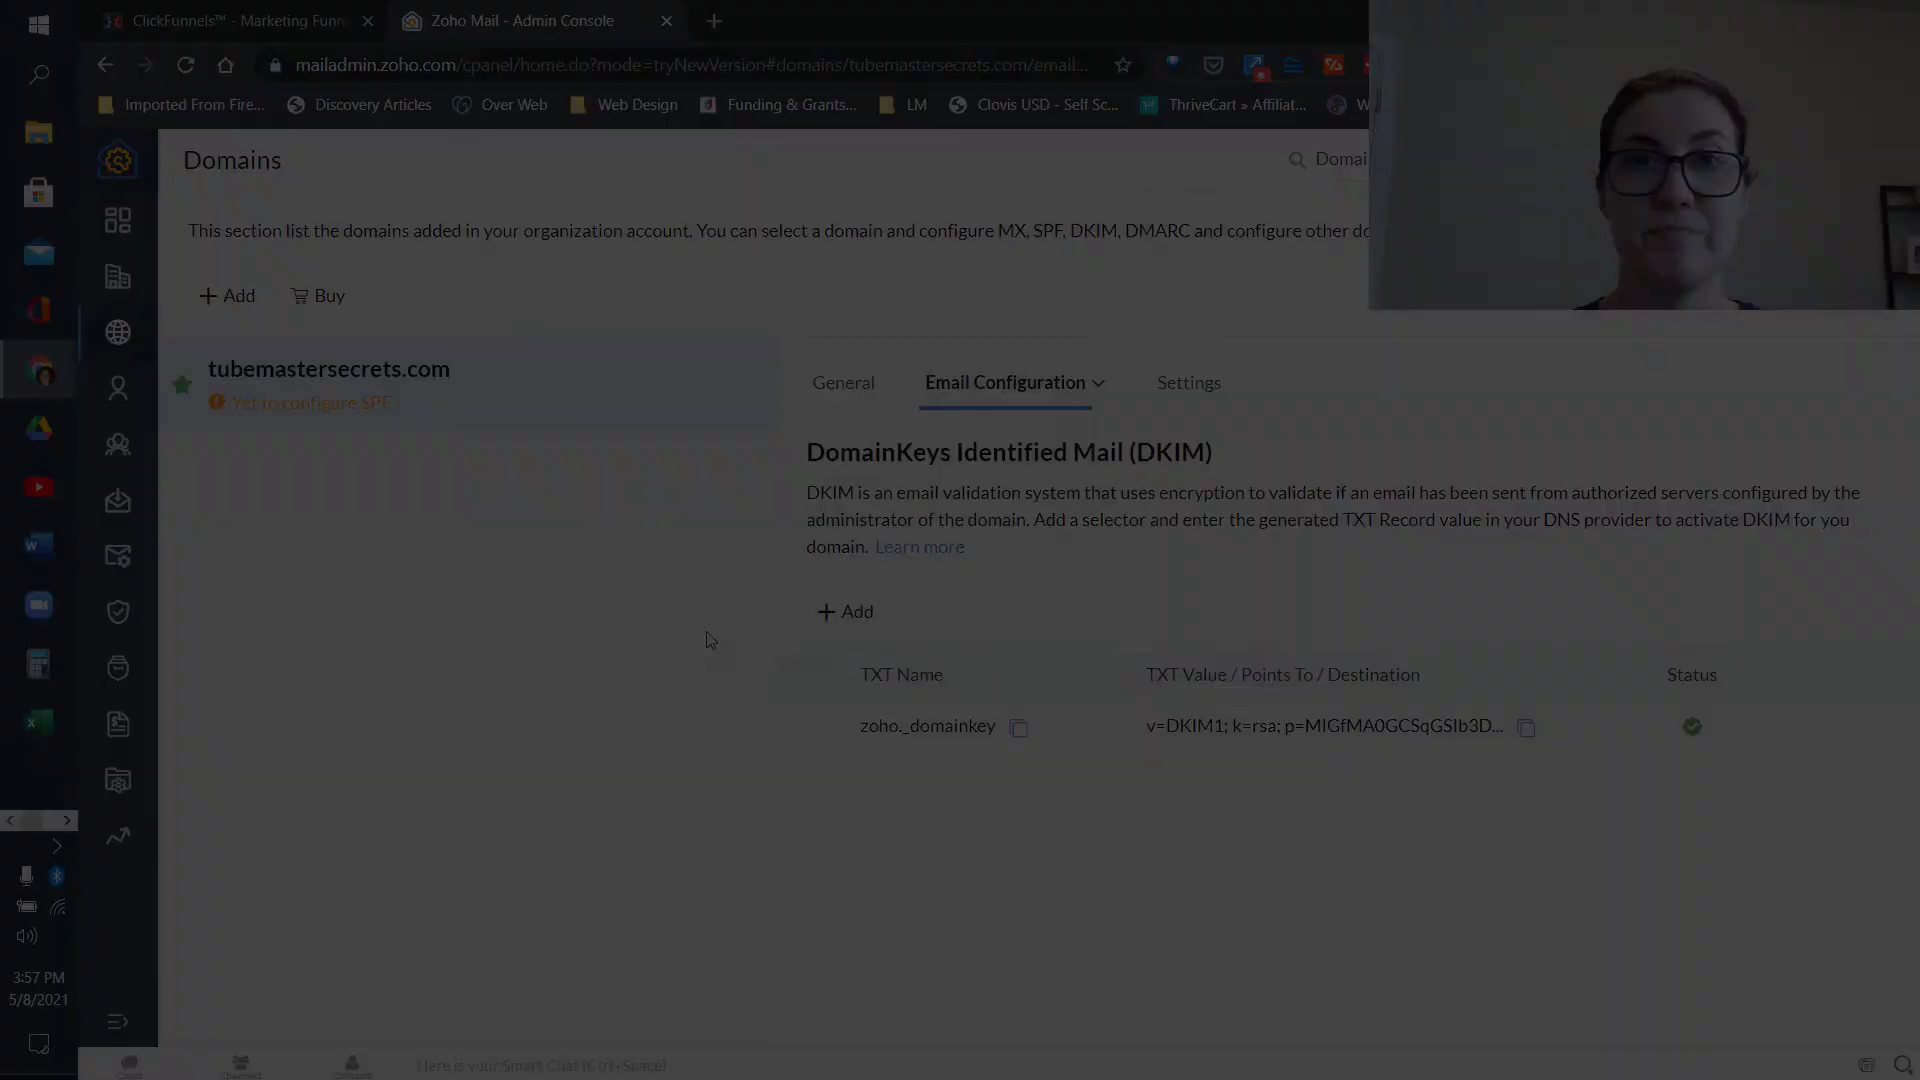 ClickFunnels™ - Marketing Funn
Zoho Mail - Admin Console
mailadmin.zoho.com/cpanel/home.do?mode=tryNewVersion#domains/tubemastersecrets.com/email...
Imported From Fire...
Discovery Articles
Over Web
Web Design
Funding & Grants...
LM
Clovis USD - Self Sc...
ThriveCart » Affiliat...
W
Domains
Domai
This section list the domains added in your organization account. You can select a domain and configure MX, SPF, DKIM, DMARC and configure other do
Add
Buy
tubemastersecrets.com
Yet to configure SPF
General
Email Configuration
Settings
DomainKeys Identified Mail (DKIM)
DKIM is an email validation system that uses encryption to validate if an email has been sent from authorized servers configured by the
administrator of the domain. Add a selector and enter the generated TXT Record value in your DNS provider to activate DKIM for you
domain. Learn more
Add
TXT Name
TXT Value / Points To / Destination
Status
zoho._domainkey
v=DKIM1; k=rsa; p=MIGfMA0GCSqGSIb3D...
3:57 PM
5/8/2021
Here is your Smart Chat (Ctrl+Space)